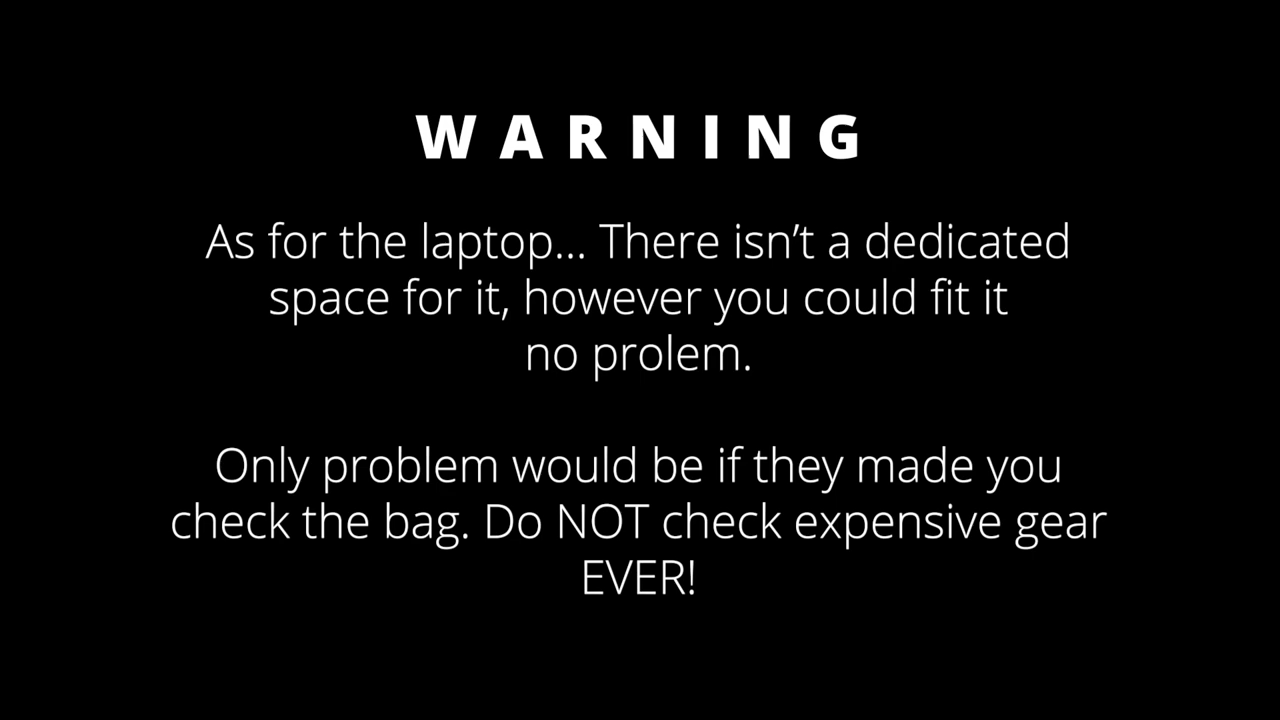 WARNING
As for the laptop... There isn’t a dedicated
space for it, however you could fit it
no prolem.
Only problem would be if they made you
check the bag. Do NOT check expensive gear
EVER!